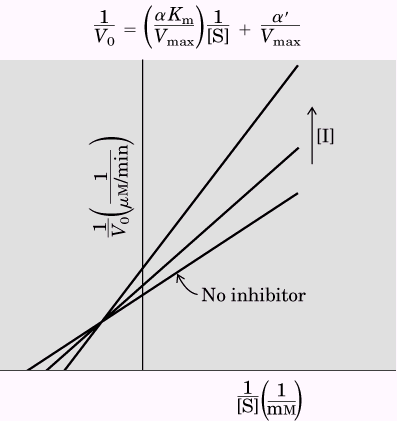 1/V₀ = (αKₘ/Vₘₐₓ) 1/[S] + α′/Vₘₐₓ
[I]
1/V₀ (1/μM/min)
No inhibitor
1/[S] (1/mM)